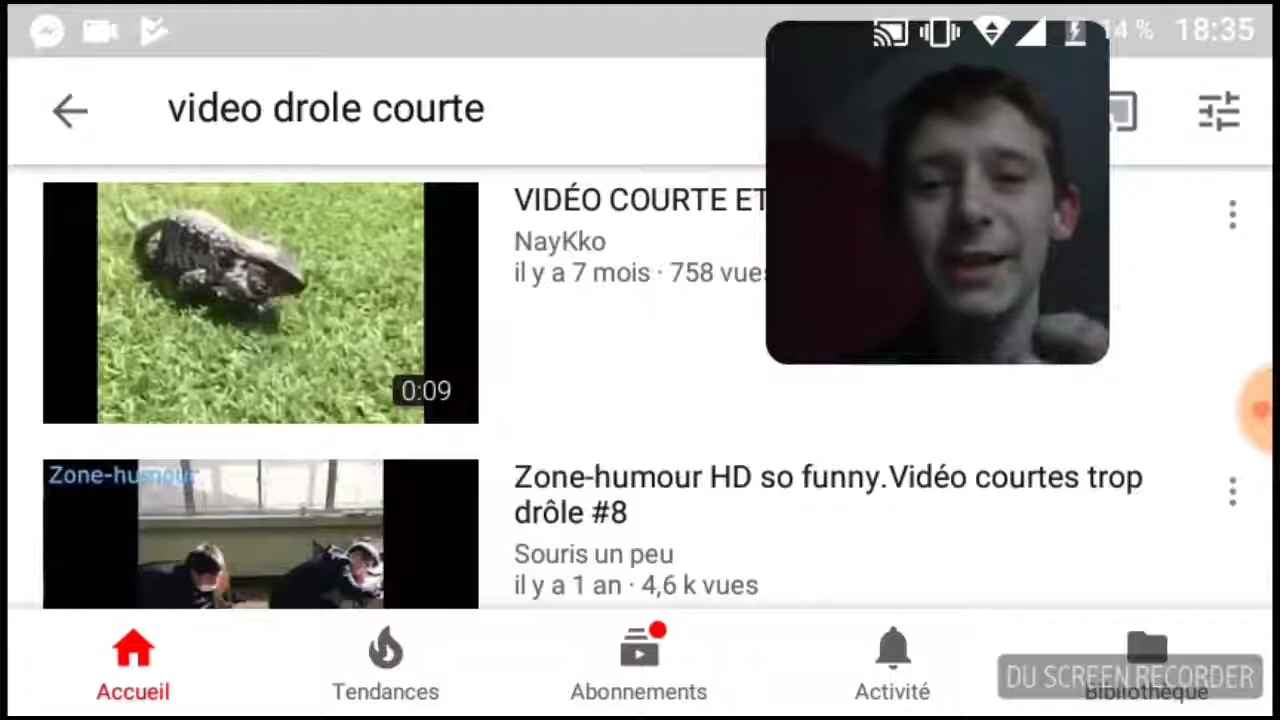 14 % 18:35
video drole courte
VIDÉO COURTE ET
NayKko
il y a 7 mois · 758 vues
0:09
Zone-humour
Zone-humour HD so funny.Vidéo courtes trop
drôle #8
Souris un peu
il y a 1 an · 4,6 k vues
Accueil
Tendances
Abonnements
Activité
Bibliothèque
DU SCREEN RECORDER